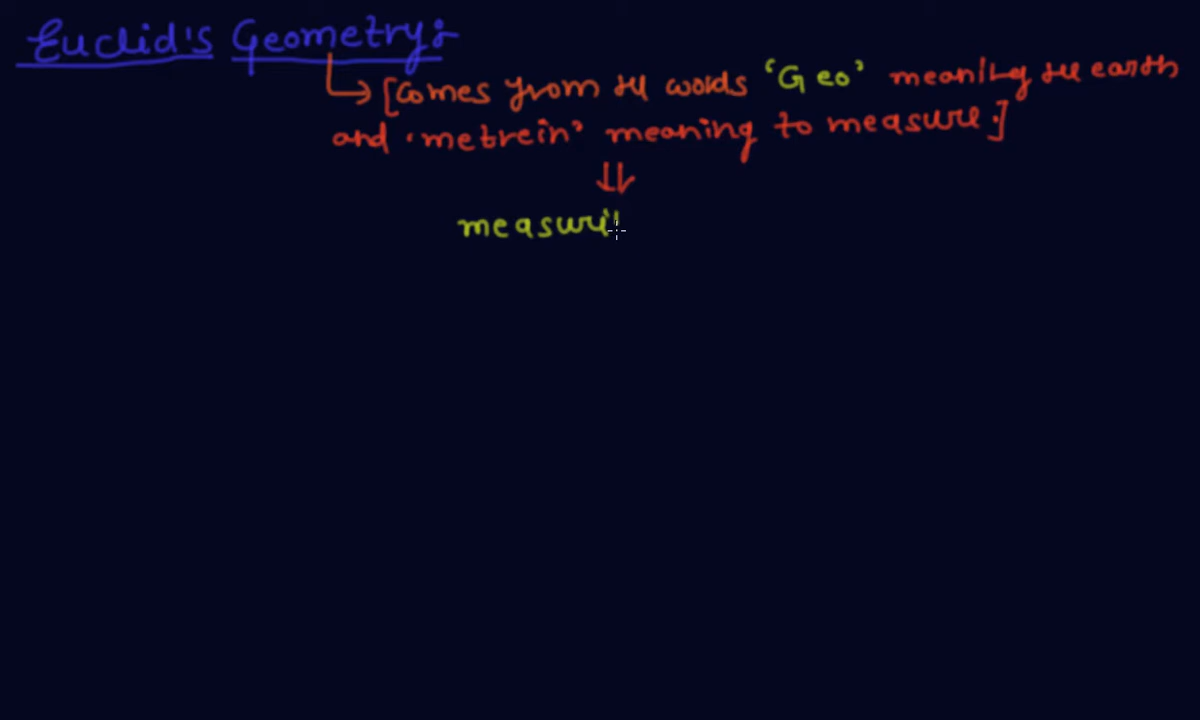 Euclid's Geometry:
[Comes from the words 'Geo' meaning the earth
and 'metrein' meaning to measure.]
measuri